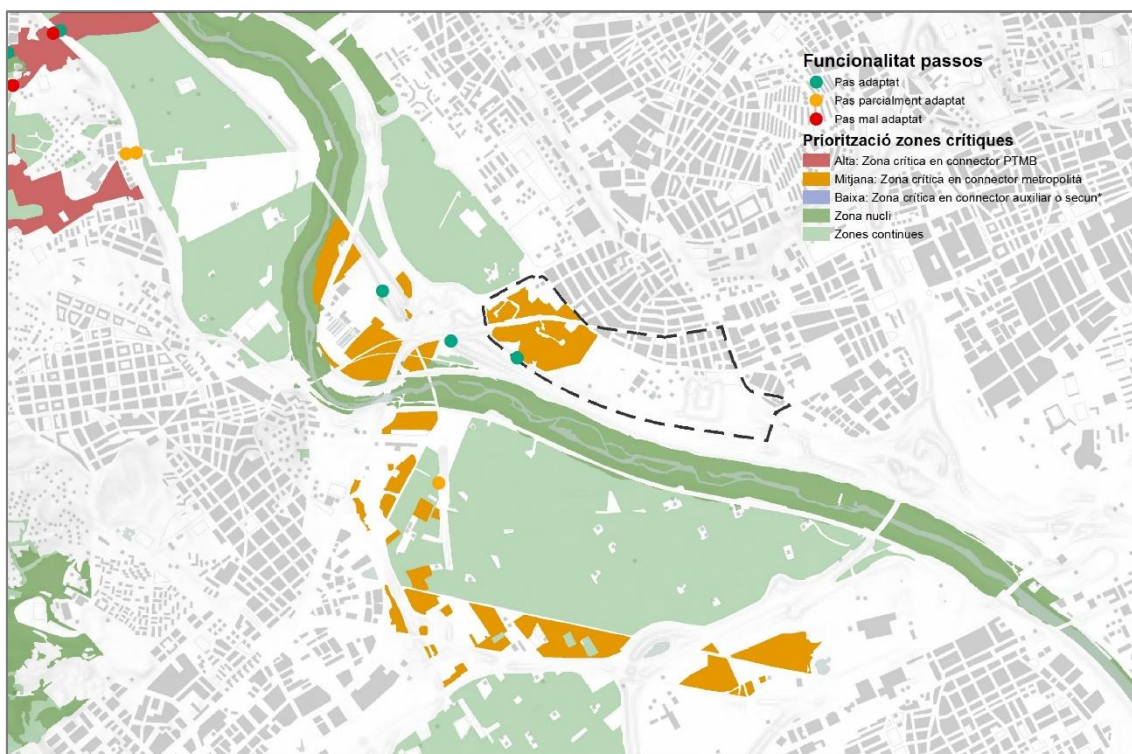 Funcionalitat passos
Pas adaptat
Pas parcialment adaptat
Pas mal adaptat
Priorització zones crítiques
Alta: Zona crítica en connector PTMB
Mitjana: Zona crítica en connector metropolità
Baixa: Zona crítica en connector auxiliar o secun*
Zona nucli
Zones continues